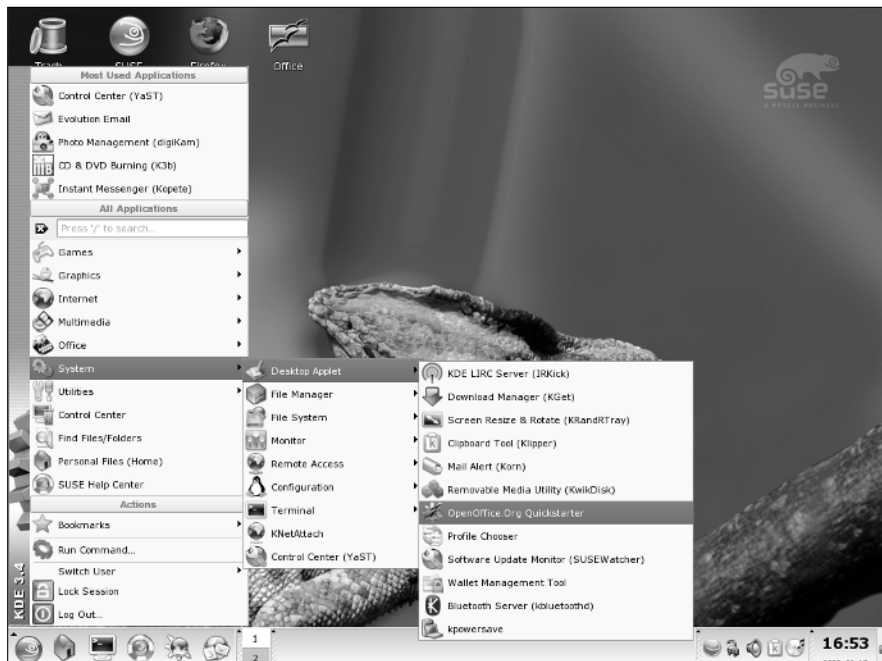 Trash
SUSE
Firefox
Office
SUSE
A NOVELL BUSINESS
Most Used Applications
Control Center (YaST)
Evolution Email
Photo Management (digiKam)
CD & DVD Burning (K3b)
Instant Messenger (Kopete)
All Applications
Press '/' to search...
Games
Graphics
Internet
Multimedia
Office
System
Utilities
Control Center
Find Files/Folders
Personal Files (Home)
SUSE Help Center
Actions
Bookmarks
Run Command...
Switch User
Lock Session
Log Out...
KDE 3.4
Desktop Applet
File Manager
File System
Monitor
Remote Access
Configuration
Terminal
KNetAttach
Control Center (YaST)
KDE LIRC Server (IRKick)
Download Manager (KGet)
Screen Resize & Rotate (KRandRTray)
Clipboard Tool (Klipper)
Mail Alert (Korn)
Removable Media Utility (KwikDisk)
OpenOffice.Org Quickstarter
Profile Chooser
Software Update Monitor (SUSEWatcher)
Wallet Management Tool
Bluetooth Server (kbluetoothd)
kpowersave
1
2
16:53